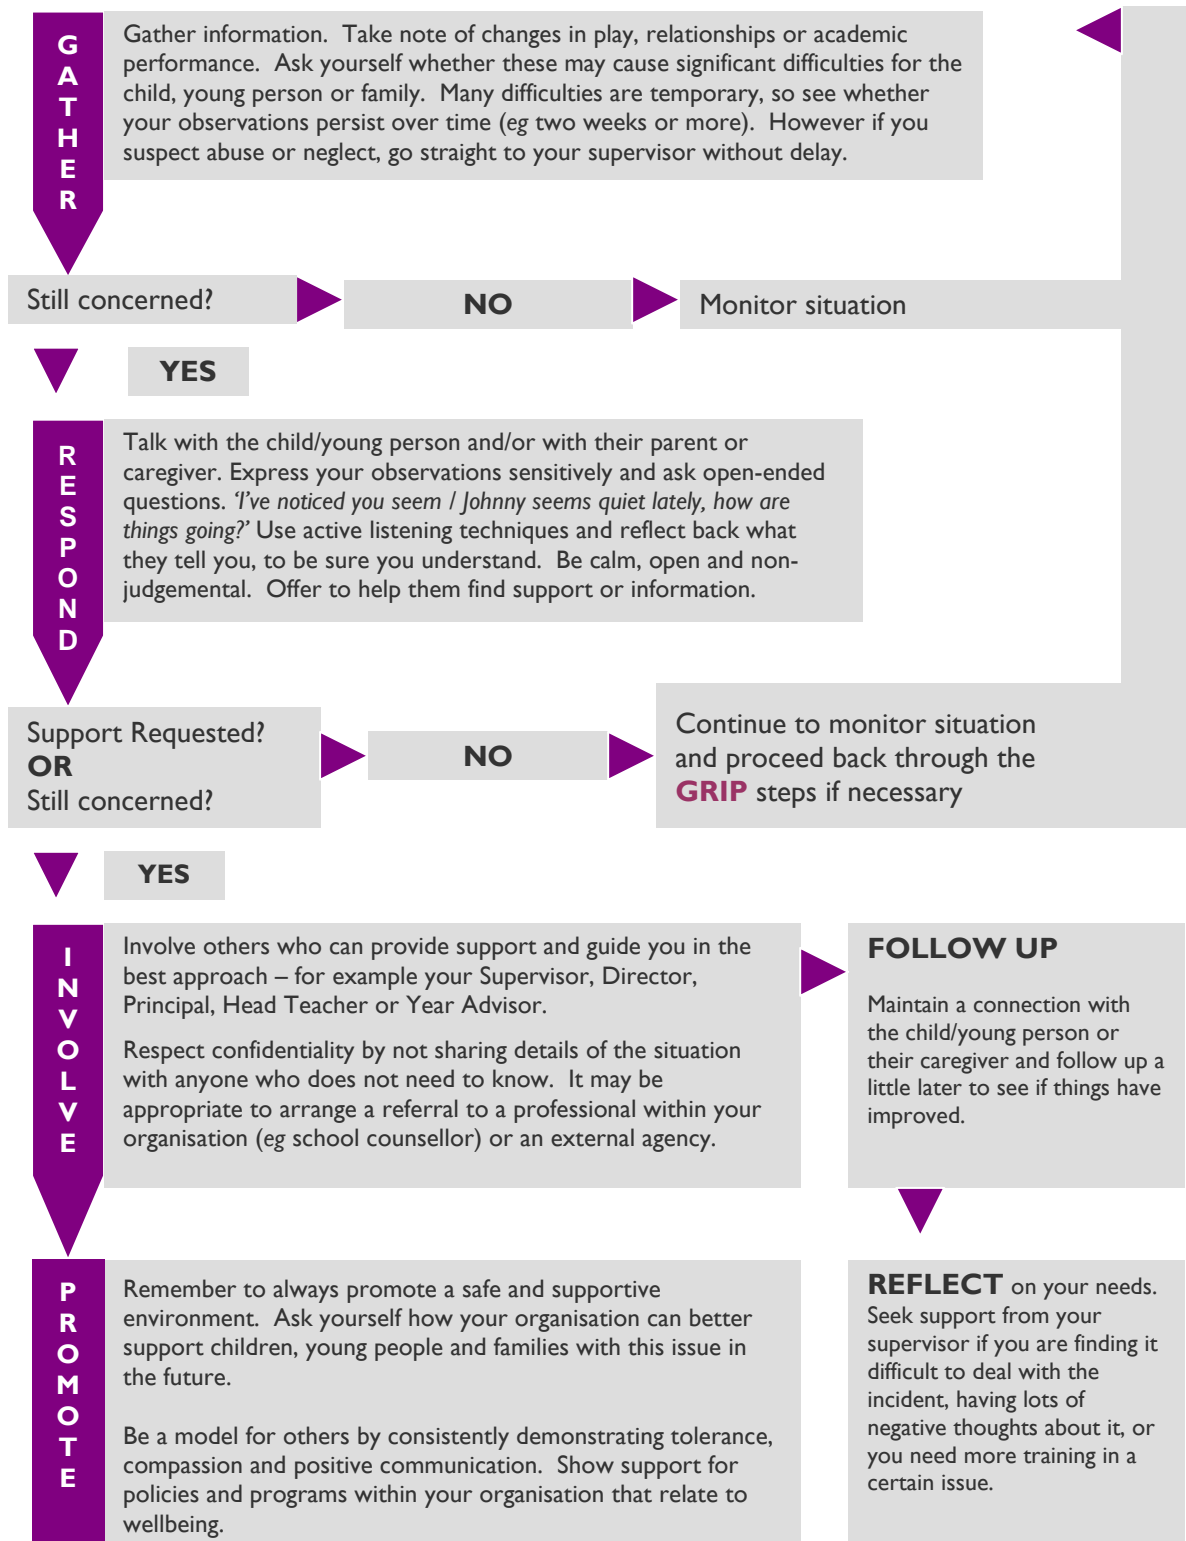 GATHER
Gather information.  Take note of changes in play, relationships or academic
performance.  Ask yourself whether these may cause significant difficulties for the
child, young person or family.  Many difficulties are temporary, so see whether
your observations persist over time (eg two weeks or more).  However if you
suspect abuse or neglect, go straight to your supervisor without delay.
Still concerned?
NO
Monitor situation
YES
RESPOND
Talk with the child/young person and/or with their parent or
caregiver. Express your observations sensitively and ask open-ended
questions. ‘I’ve noticed you seem / Johnny seems quiet lately, how are
things going?’ Use active listening techniques and reflect back what
they tell you, to be sure you understand.  Be calm, open and non-
judgemental.  Offer to help them find support or information.
Support Requested?
OR
Still concerned?
NO
Continue to monitor situation
and proceed back through the
GRIP steps if necessary
YES
INVOLVE
Involve others who can provide support and guide you in the
best approach – for example your Supervisor, Director,
Principal, Head Teacher or Year Advisor.
Respect confidentiality by not sharing details of the situation
with anyone who does not need to know.  It may be
appropriate to arrange a referral to a professional within your
organisation (eg school counsellor) or an external agency.
FOLLOW UP
Maintain a connection with
the child/young person or
their caregiver and follow up a
little later to see if things have
improved.
PROMOTE
Remember to always promote a safe and supportive
environment.  Ask yourself how your organisation can better
support children, young people and families with this issue in
the future.
Be a model for others by consistently demonstrating tolerance,
compassion and positive communication.  Show support for
policies and programs within your organisation that relate to
wellbeing.
REFLECT on your needs.
Seek support from your
supervisor if you are finding it
difficult to deal with the
incident, having lots of
negative thoughts about it, or
you need more training in a
certain issue.